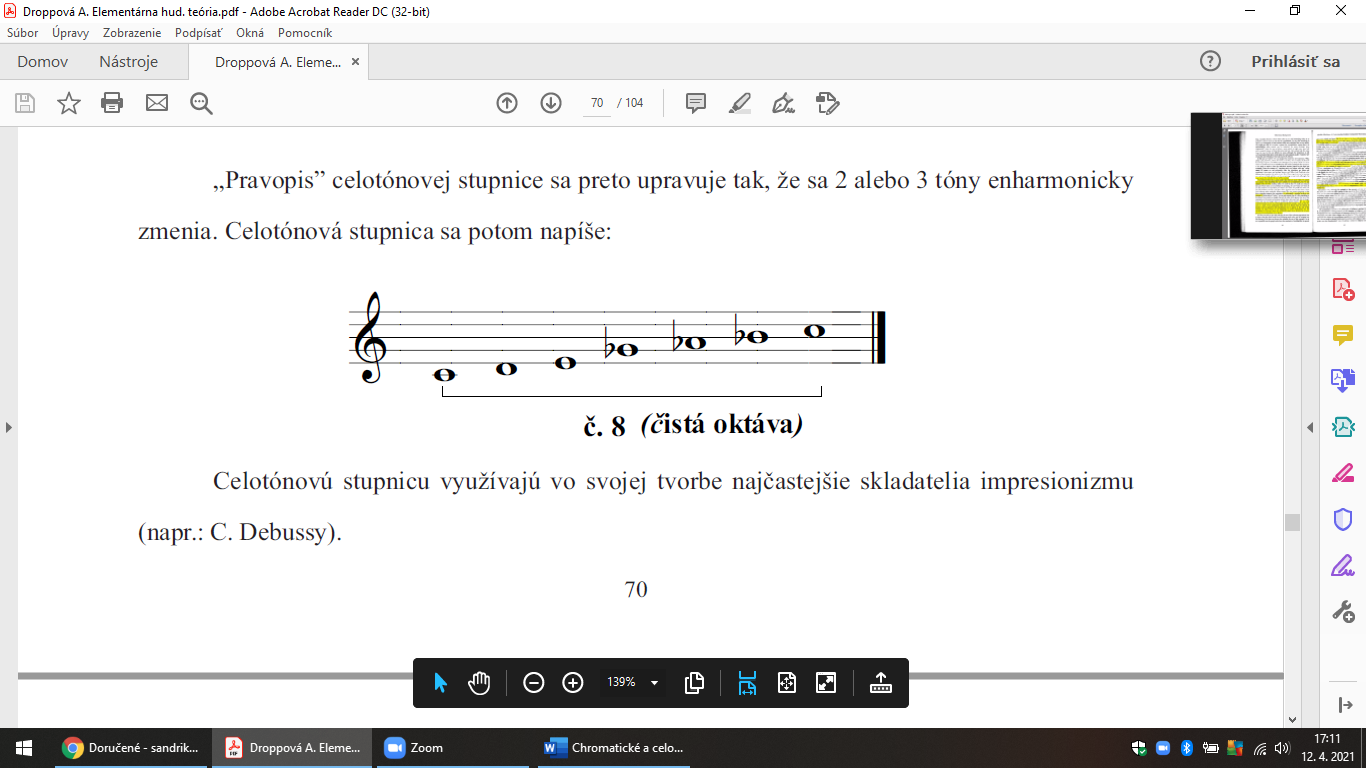 Droppová A. Elementárna hud. teória.pdf - Adobe Acrobat Reader DC (32-bit)
Súbor Úpravy Zobrazenie Podpísať Okná Pomocník
Domov Nástroje Droppová A. Eleme... × Prihlásiť sa
70 / 104
„Pravopis” celotónovej stupnice sa preto upravuje tak, že sa 2 alebo 3 tóny enharmonicky
zmenia. Celotónová stupnica sa potom napíše:
č. 8 (čistá oktáva)
Celotónovú stupnicu využívajú vo svojej tvorbe najčastejšie skladatelia impresionizmu
(napr.: C. Debussy).
70
139%
Doručené - sandrik... Droppová A. Eleme... Zoom Chromatické a celo... 17:11
12. 4. 2021